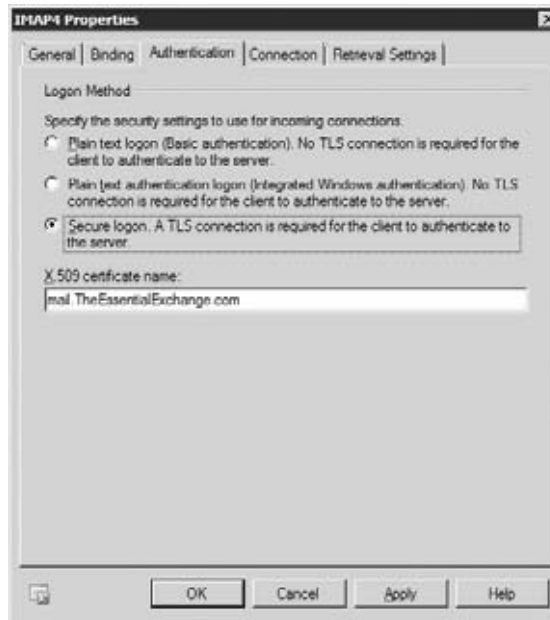 IMAP4 Properties
General
Binding
Authentication
Connection
Retrieval Settings
Logon Method
Specify the security settings to use for incoming connections.
Plain text logon (Basic authentication). No TLS connection is required for the
client to authenticate to the server.
Plain text authentication logon (Integrated Windows authentication). No TLS
connection is required for the client to authenticate to the server.
Secure logon. A TLS connection is required for the client to authenticate to
the server.
X.509 certificate name:
mail.TheEssentialExchange.com
OK
Cancel
Apply
Help